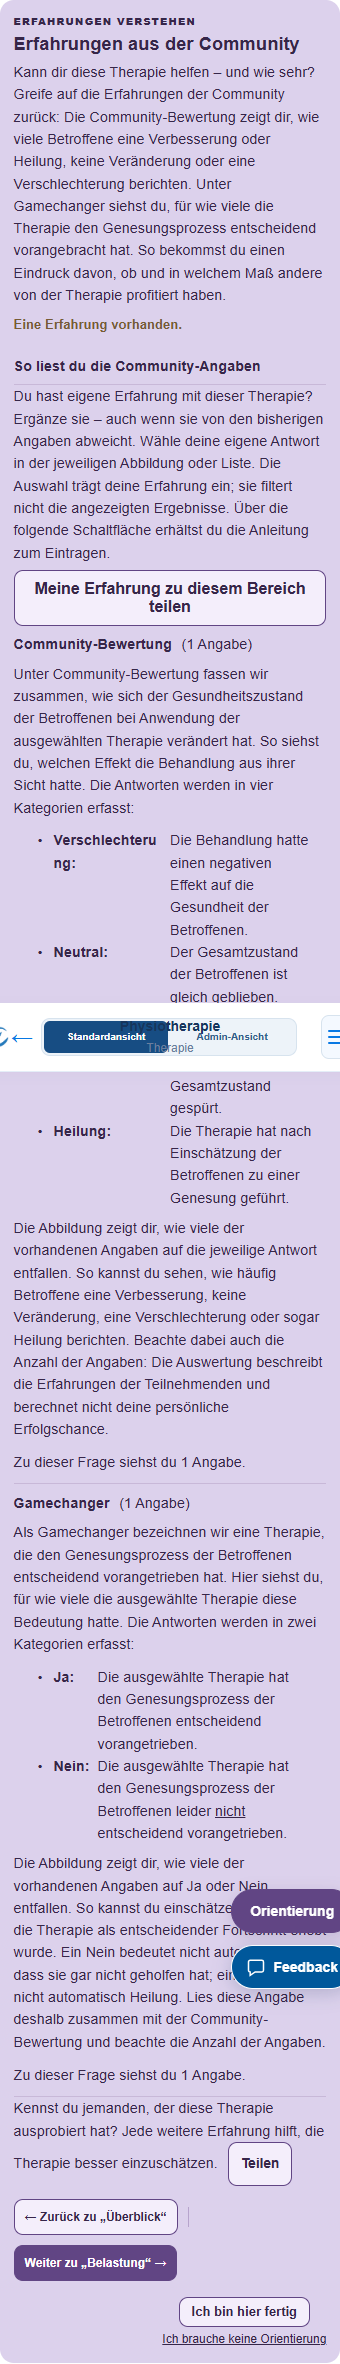 ERFAHRUNGEN VERSTEHEN
Erfahrungen aus der Community
Kann dir diese Therapie helfen – und wie sehr?
Greife auf die Erfahrungen der Community
zurück: Die Community-Bewertung zeigt dir, wie
viele Betroffene eine Verbesserung oder
Heilung, keine Veränderung oder eine
Verschlechterung berichten. Unter
Gamechanger siehst du, für wie viele die
Therapie den Genesungsprozess entscheidend
vorangebracht hat. So bekommst du einen
Eindruck davon, ob und in welchem Maß andere
von der Therapie profitiert haben.
Eine Erfahrung vorhanden.
So liest du die Community-Angaben
Du hast eigene Erfahrung mit dieser Therapie?
Ergänze sie – auch wenn sie von den bisherigen
Angaben abweicht. Wähle deine eigene Antwort
in der jeweiligen Abbildung oder Liste. Die
Auswahl trägt deine Erfahrung ein; sie filtert
nicht die angezeigten Ergebnisse. Über die
folgende Schaltfläche erhältst du die Anleitung
zum Eintragen.
Meine Erfahrung zu diesem Bereich
teilen
Community-Bewertung (1 Angabe)
Unter Community-Bewertung fassen wir
zusammen, wie sich der Gesundheitszustand
der Betroffenen bei Anwendung der
ausgewählten Therapie verändert hat. So siehst
du, welchen Effekt die Behandlung aus ihrer
Sicht hatte. Die Antworten werden in vier
Kategorien erfasst:
• Verschlechteru Die Behandlung hatte
ng: einen negativen
Effekt auf die
Gesundheit der
Betroffenen.
• Neutral: Der Gesamtzustand
der Betroffenen ist
gleich geblieben.
Physiotherapie
← Standardansicht Admin-Ansicht
Therapie
Gesamtzustand
gespürt.
• Heilung: Die Therapie hat nach
Einschätzung der
Betroffenen zu einer
Genesung geführt.
Die Abbildung zeigt dir, wie viele der
vorhandenen Angaben auf die jeweilige Antwort
entfallen. So kannst du sehen, wie häufig
Betroffene eine Verbesserung, keine
Veränderung, eine Verschlechterung oder sogar
Heilung berichten. Beachte dabei auch die
Anzahl der Angaben: Die Auswertung beschreibt
die Erfahrungen der Teilnehmenden und
berechnet nicht deine persönliche
Erfolgschance.
Zu dieser Frage siehst du 1 Angabe.
Gamechanger (1 Angabe)
Als Gamechanger bezeichnen wir eine Therapie,
die den Genesungsprozess der Betroffenen
entscheidend vorangetrieben hat. Hier siehst du,
für wie viele die ausgewählte Therapie diese
Bedeutung hatte. Die Antworten werden in zwei
Kategorien erfasst:
• Ja: Die ausgewählte Therapie hat
den Genesungsprozess der
Betroffenen entscheidend
vorangetrieben.
• Nein: Die ausgewählte Therapie hat
den Genesungsprozess der
Betroffenen leider nicht
entscheidend vorangetrieben.
Die Abbildung zeigt dir, wie viele der
vorhandenen Angaben auf Ja oder Nein
entfallen. So kannst du
Orientierung
die Therapie als entscheidender
wurde. Ein Nein bedeutet nicht
Feedback
dass sie gar nicht geholfen hat;
nicht automatisch Heilung. Lies diese Angabe
deshalb zusammen mit der Community-
Bewertung und beachte die Anzahl der Angaben.
Zu dieser Frage siehst du 1 Angabe.
Kennst du jemanden, der diese Therapie
ausprobiert hat? Jede weitere Erfahrung hilft, die
Therapie besser einzuschätzen. Teilen
← Zurück zu „Überblick“
Weiter zu „Belastung“ →
Ich bin hier fertig
Ich brauche keine Orientierung